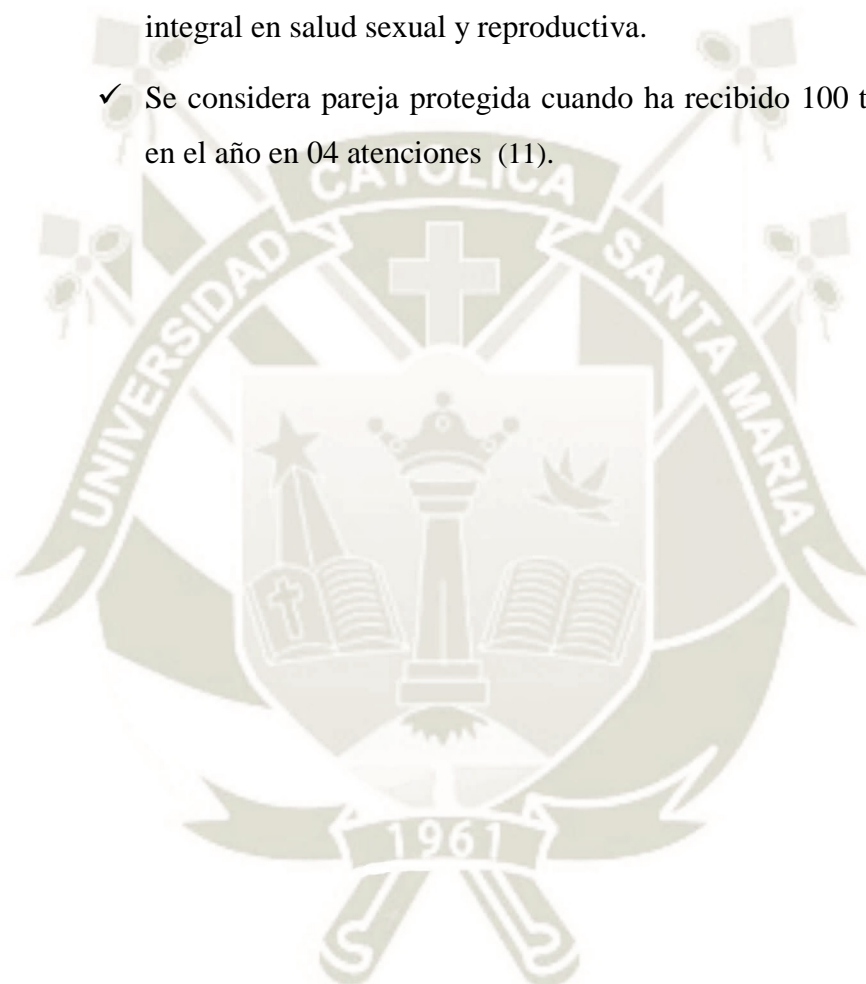 integral en salud sexual y reproductiva.
✓ Se considera pareja protegida cuando ha recibido 100 t
en el año en 04 atenciones (11).
UNIVERSIDAD CATOLICA SANTA MARIA
1961